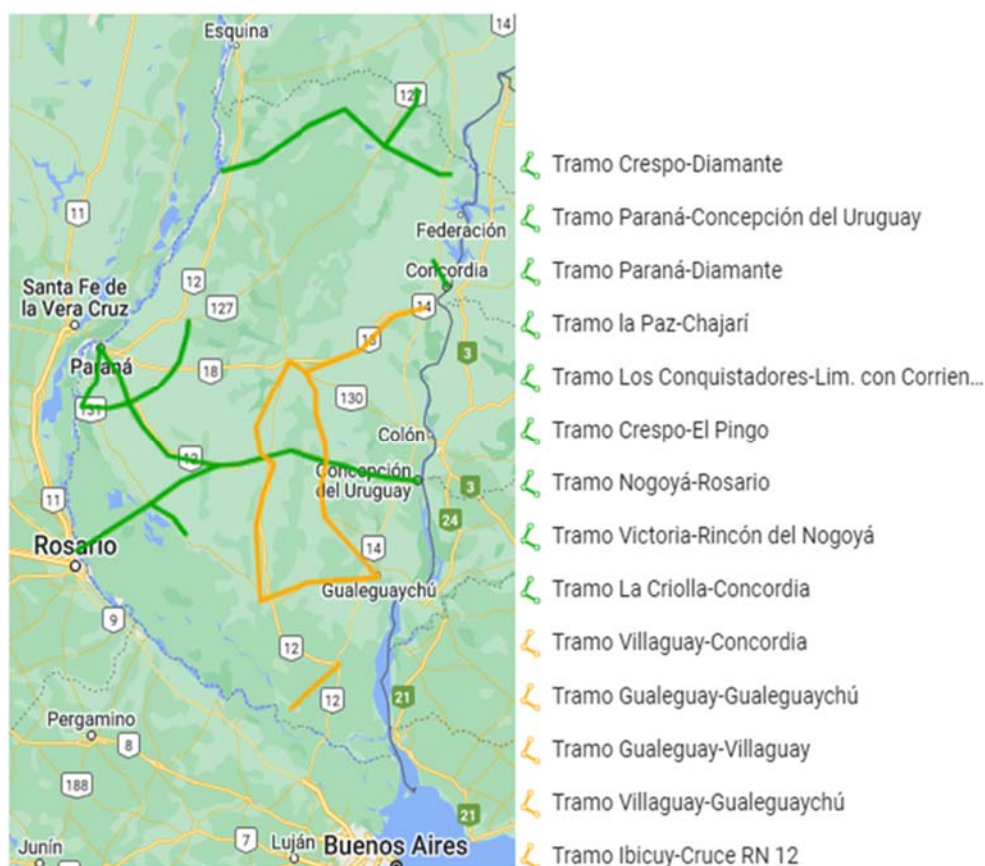 14
Esquina
127
11
Federación
Concordia
Santa Fe de
la Vera Cruz
12
127
14
18
3
Paraná
18
130
131
Colón
12
Concepción
del Uruguay
3
11
24
Rosario
14
Gualeguaychú
9
12
12
21
Pergamino
8
188
21
7
Junín
Luján
Buenos Aires
Tramo Crespo-Diamante
Tramo Paraná-Concepción del Uruguay
Tramo Paraná-Diamante
Tramo la Paz-Chajarí
Tramo Los Conquistadores-Lim. con Corrien...
Tramo Crespo-El Pingo
Tramo Nogoyá-Rosario
Tramo Victoria-Rincón del Nogoyá
Tramo La Criolla-Concordia
Tramo Villaguay-Concordia
Tramo Gualeguay-Gualeguaychú
Tramo Gualeguay-Villaguay
Tramo Villaguay-Gualeguaychú
Tramo Ibicuy-Cruce RN 12